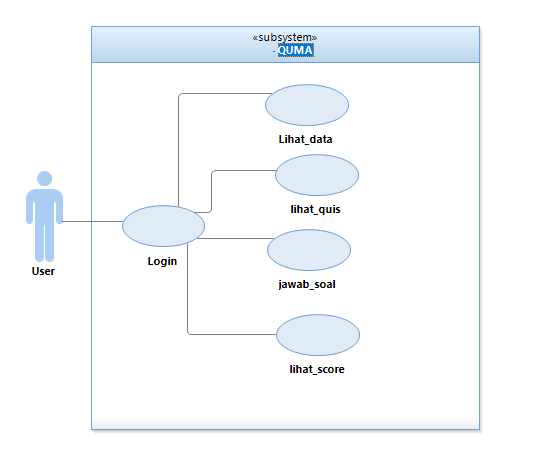 «subsystem»
- QUMA
Lihat_data
lihat_quis
Login
User
jawab_soal
lihat_score